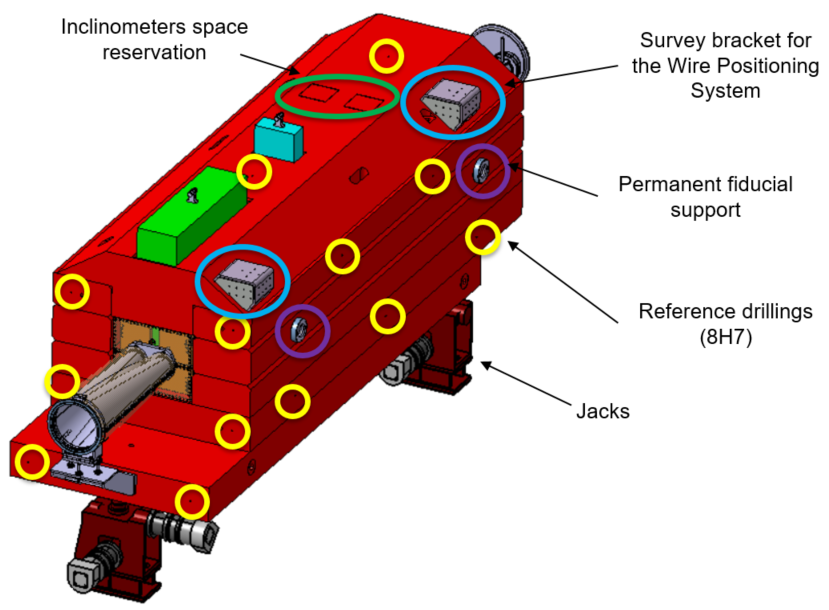 Inclinometers space
reservation
Survey bracket for
the Wire Positioning
System
Permanent fiducial
support
Reference drillings
(8H7)
Jacks